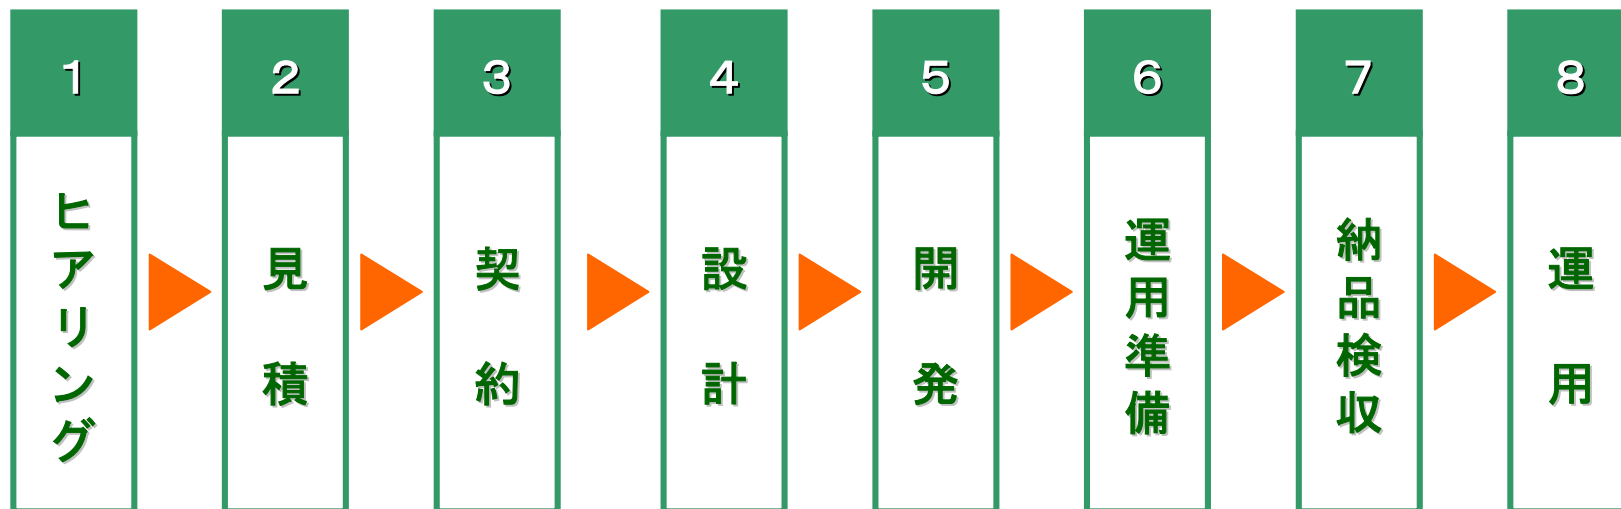 １
ヒアリング
２
見積
３
契約
４
設計
５
開発
６
運用準備
７
納品検収
８
運用